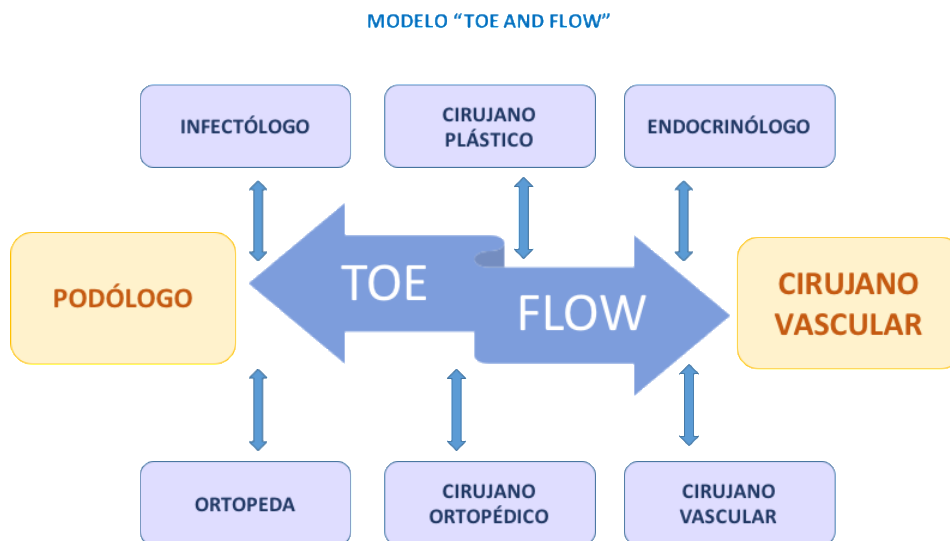 MODELO “TOE AND FLOW”
INFECTÓLOGO
CIRUJANO
PLÁSTICO
ENDOCRINÓLOGO
PODÓLOGO
TOE
FLOW
CIRUJANO
VASCULAR
ORTOPEDA
CIRUJANO
ORTOPÉDICO
CIRUJANO
VASCULAR